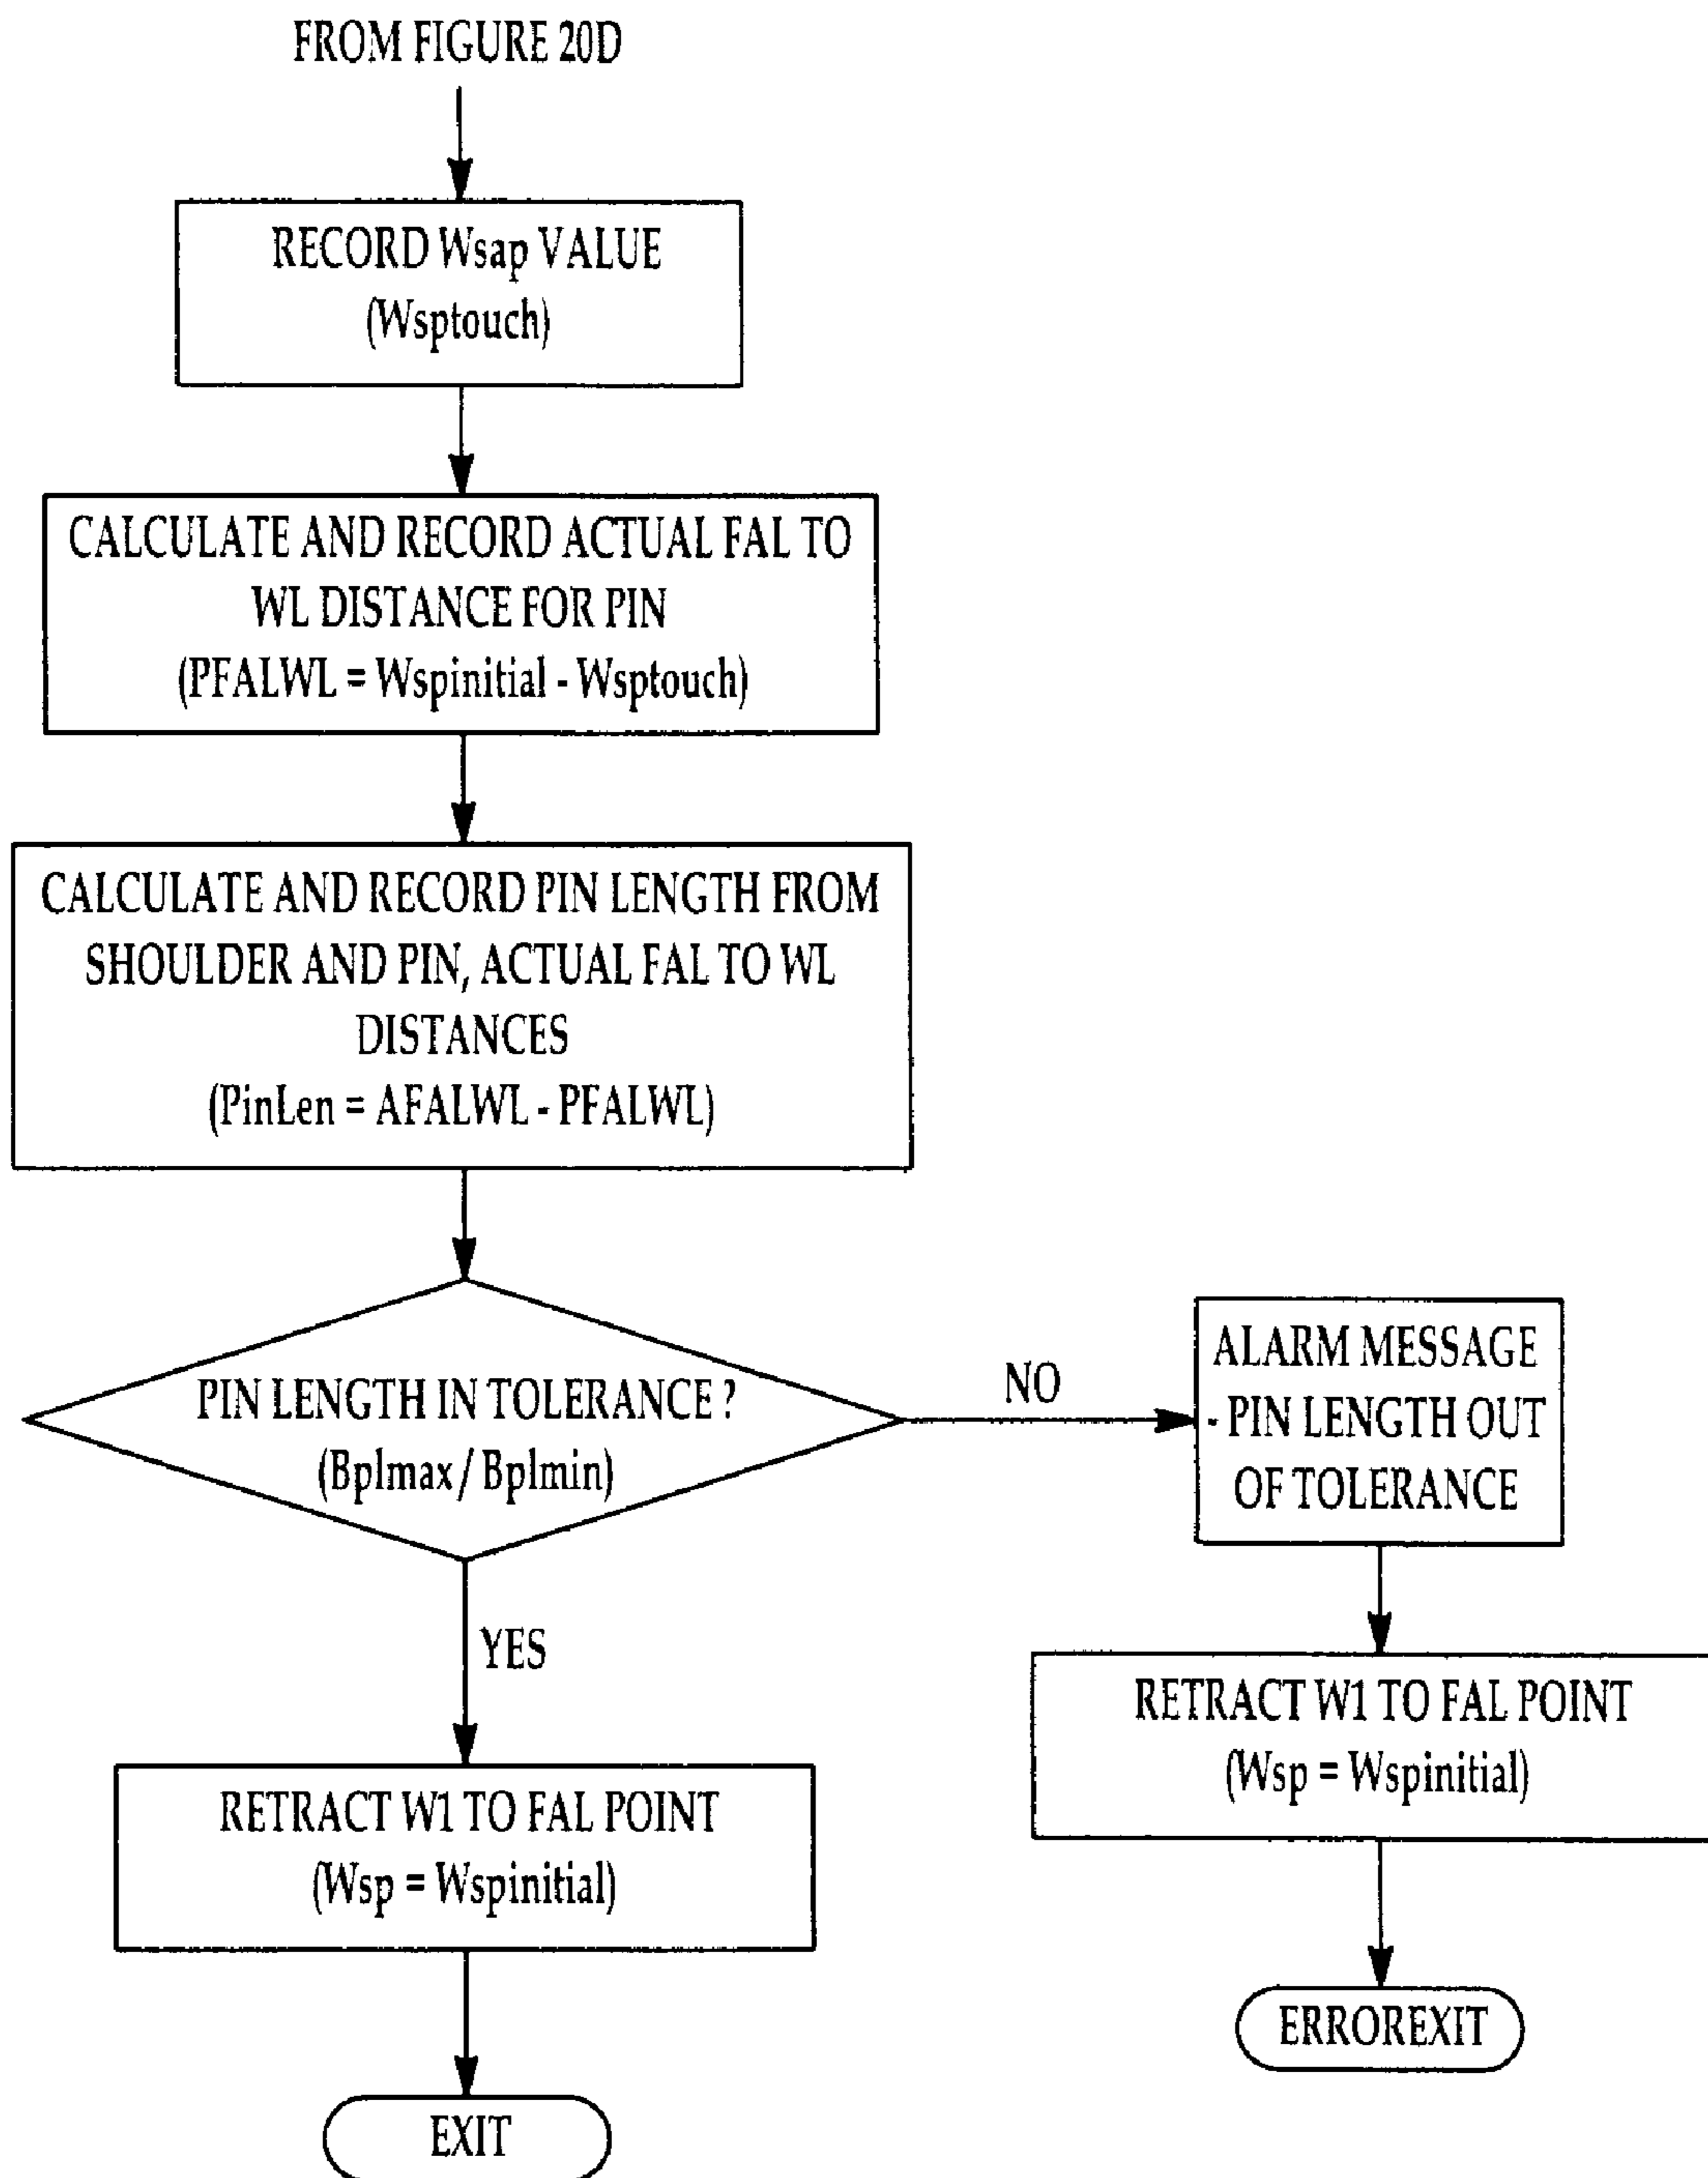 FROM FIGURE 20D
RECORD Wsap VALUE
(Wsptouch)
CALCULATE AND RECORD ACTUAL FAL TO
WL DISTANCE FOR PIN
(PFALWL = Wspinitial - Wsptouch)
CALCULATE AND RECORD PIN LENGTH FROM
SHOULDER AND PIN, ACTUAL FAL TO WL
DISTANCES
(PinLen = AFALWL - PFALWL)
PIN LENGTH IN TOLERANCE ?
(Bplmax / Bplmin)
NO
ALARM MESSAGE
- PIN LENGTH OUT
OF TOLERANCE
YES
RETRACT W1 TO FAL POINT
(Wsp = Wspinitial)
RETRACT W1 TO FAL POINT
(Wsp = Wspinitial)
ERROREXIT
EXIT